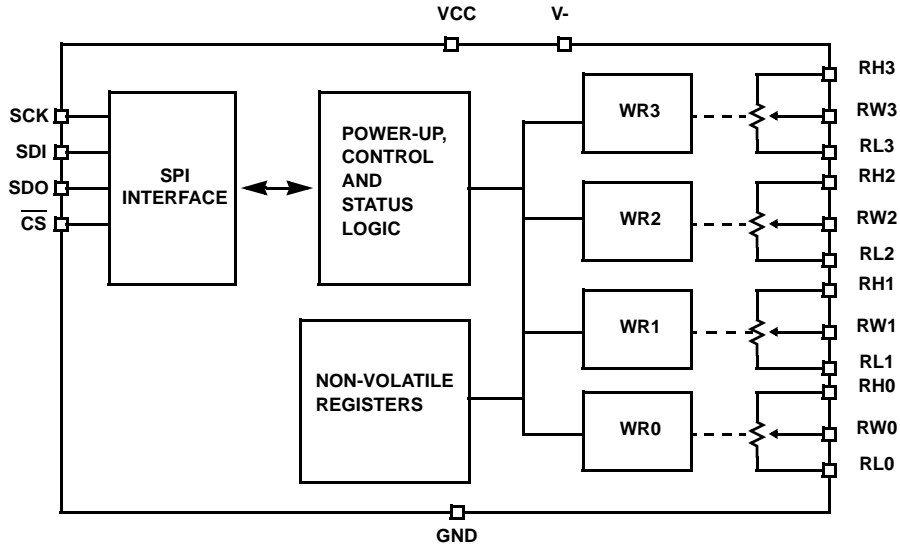 VCC
V-
SCK
SDI
SDO
CS
SPI
INTERFACE
POWER-UP,
CONTROL
AND
STATUS
LOGIC
NON-VOLATILE
REGISTERS
WR3
WR2
WR1
WR0
RH3
RW3
RL3
RH2
RW2
RL2
RH1
RW1
RL1
RH0
RW0
RL0
GND